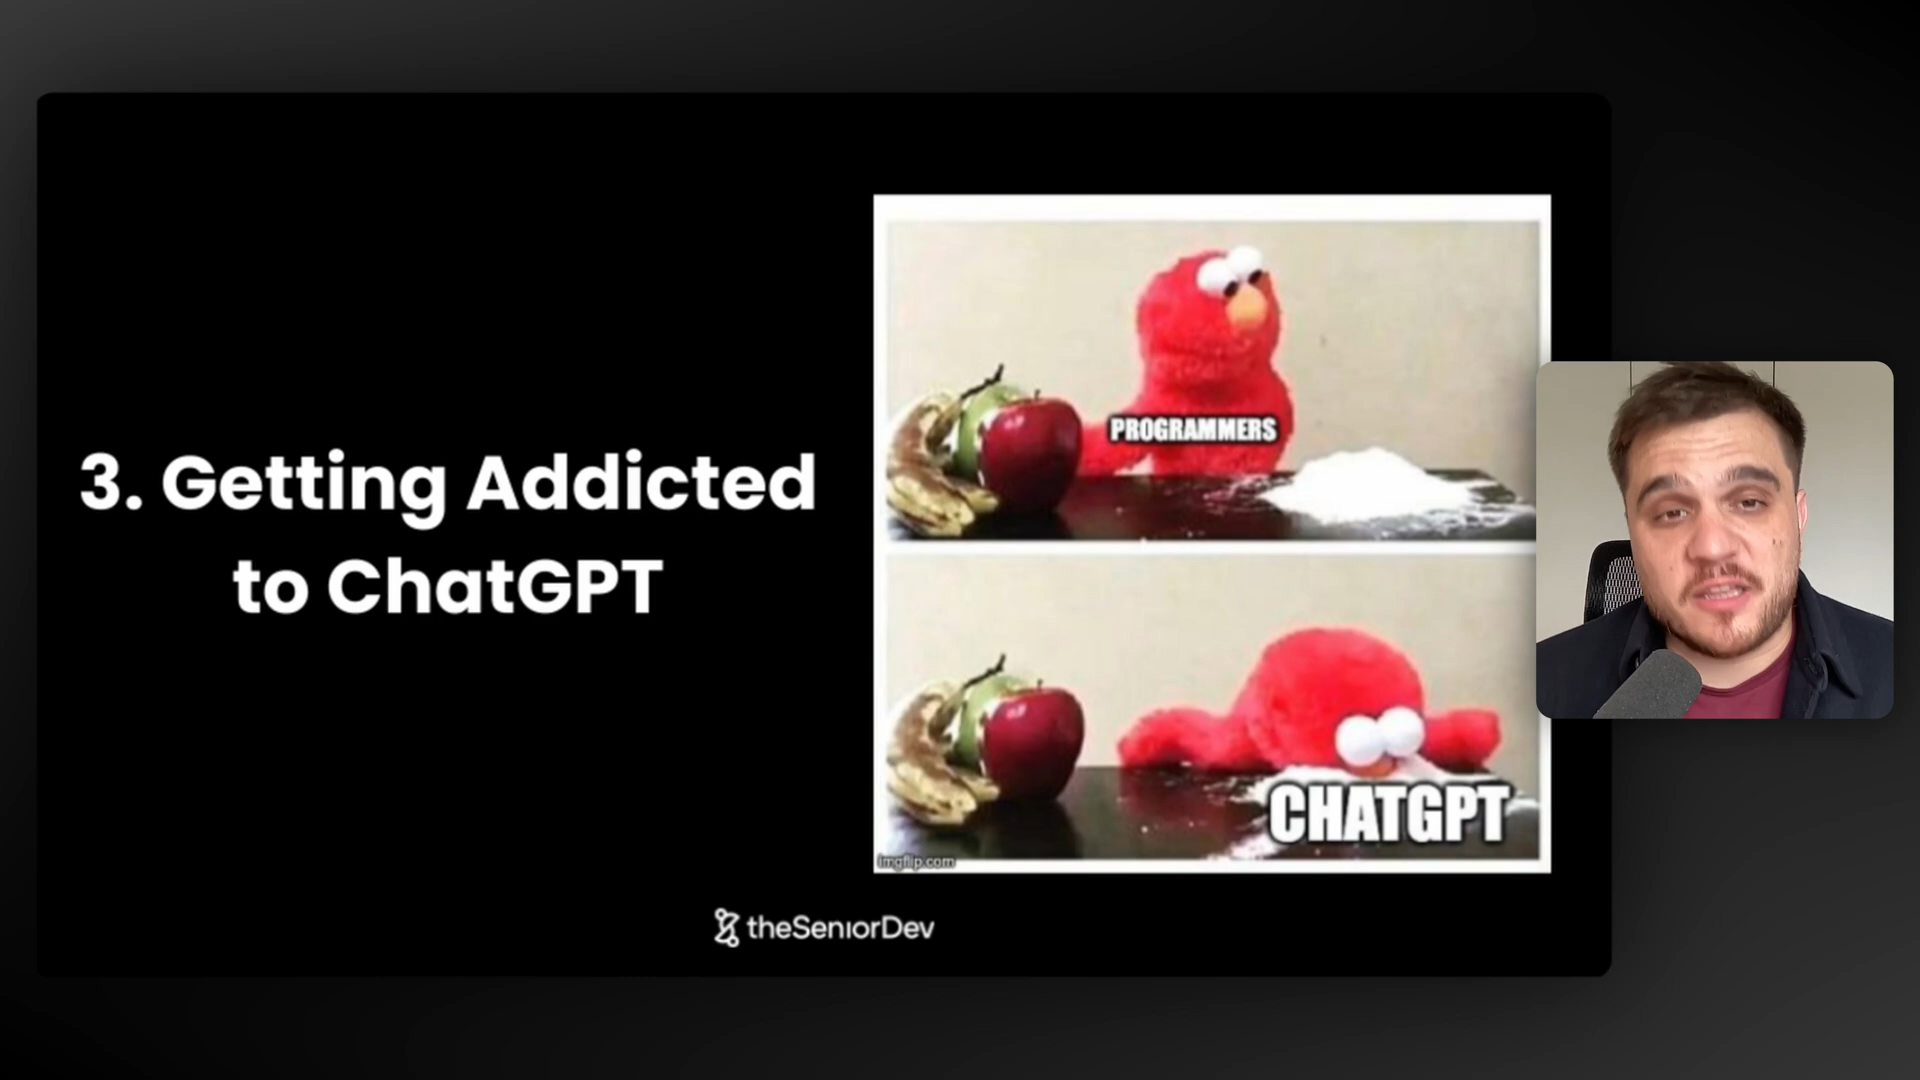 3. Getting Addicted
to ChatGPT
PROGRAMMERS
CHATGPT
imgflip.com
theSeniorDev